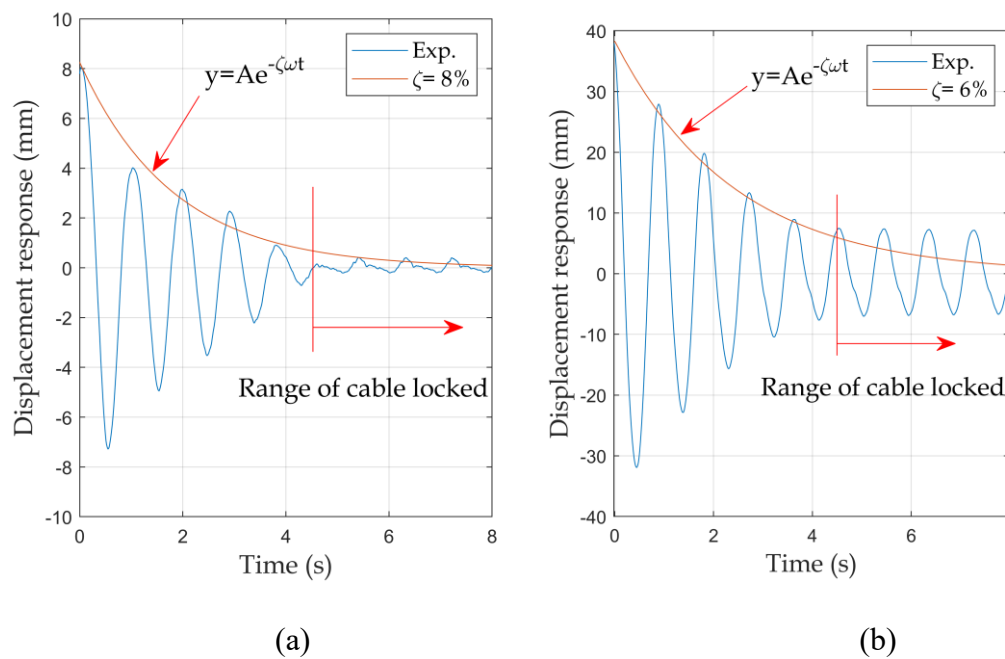 10
8
6
4
2
0
-2
-4
-6
-8
-10
0
2
4
6
8
Displacement response (mm)
Time (s)
y=Ae^{-ζωt}
Exp.
ζ= 8%
Range of cable locked
(a)
40
30
20
10
0
-10
-20
-30
-40
0
2
4
6
Displacement response (mm)
Time (s)
y=Ae^{-ζωt}
Exp.
ζ= 6%
Range of cable locked
(b)